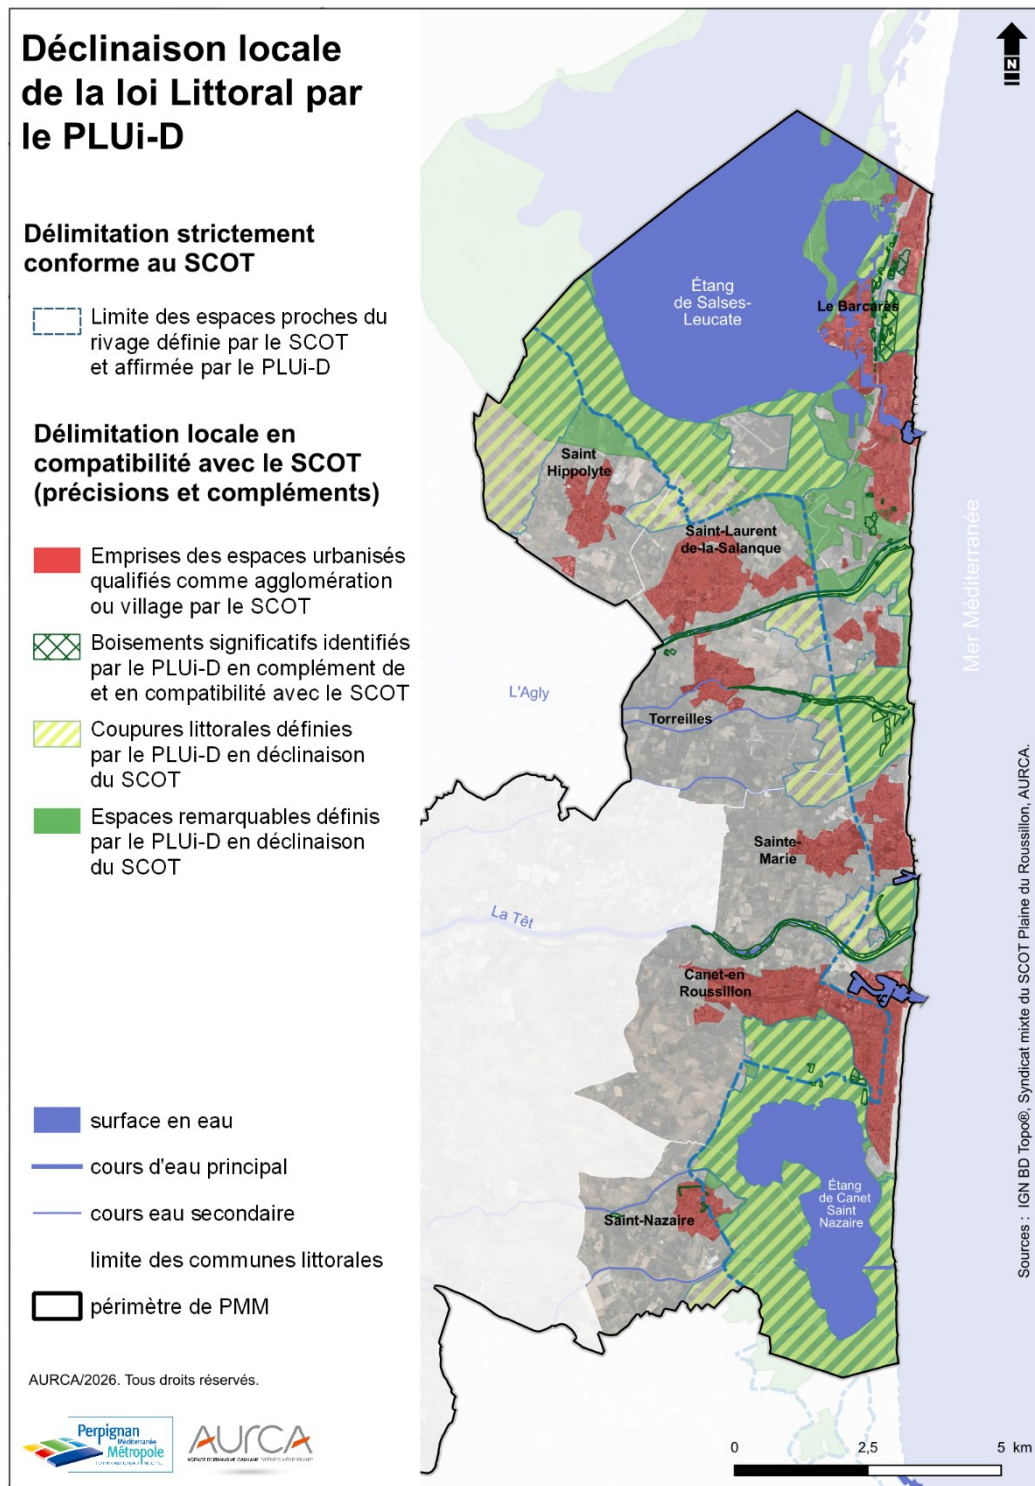 Déclinaison locale
de la loi Littoral par
le PLUi-D
Délimitation strictement
conforme au SCOT
Limite des espaces proches du
rivage définie par le SCOT
et affirmée par le PLUi-D
Délimitation locale en
compatibilité avec le SCOT
(précisions et compléments)
Emprises des espaces urbanisés
qualifiés comme agglomération
ou village par le SCOT
Boisements significatifs identifiés
par le PLUi-D en complément de
et en compatibilité avec le SCOT
Coupures littorales définies
par le PLUi-D en déclinaison
du SCOT
Espaces remarquables définis
par le PLUi-D en déclinaison
du SCOT
surface en eau
cours d'eau principal
cours eau secondaire
limite des communes littorales
périmètre de PMM
AURCA/2026. Tous droits réservés.
Perpignan
Méditerranée
Métropole
AURCA
N
Étang
de Salses-
Leucate
Le Barcarès
Saint
Hippolyte
Saint-Laurent
de-la-Salanque
L'Agly
Torreilles
Sainte-
Marie
La Têt
Canet-en
Roussillon
Étang
de Canet
Saint
Nazaire
Saint-Nazaire
Mer Méditerranée
Sources : IGN BD Topo®, Syndicat mixte du SCOT Plaine du Roussillon, AURCA.
0 2,5 5 km